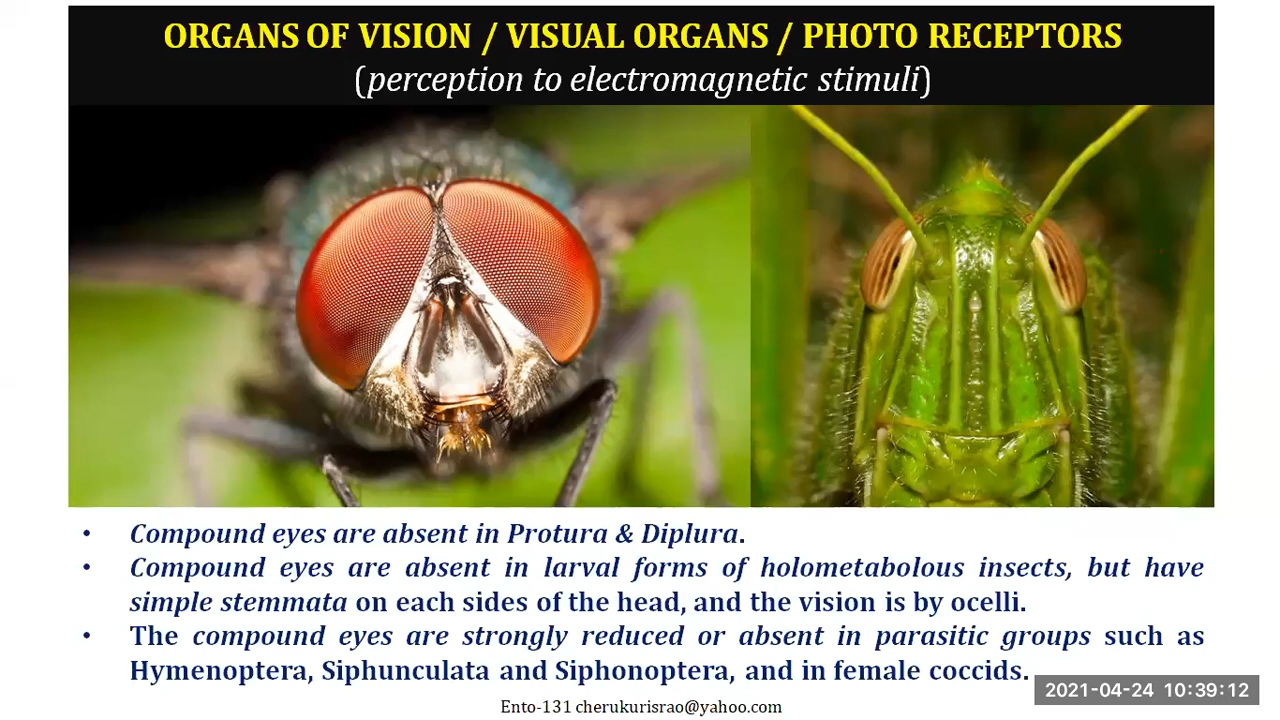 ORGANS OF VISION / VISUAL ORGANS / PHOTO RECEPTORS
(perception to electromagnetic stimuli)
• Compound eyes are absent in Protura & Diplura.
• Compound eyes are absent in larval forms of holometabolous insects, but have
simple stemmata on each sides of the head, and the vision is by ocelli.
• The compound eyes are strongly reduced or absent in parasitic groups such as
Hymenoptera, Siphunculata and Siphonoptera, and in female coccids.
2021-04-24 10:39:12
Ento-131 cherukurisrao@yahoo.com